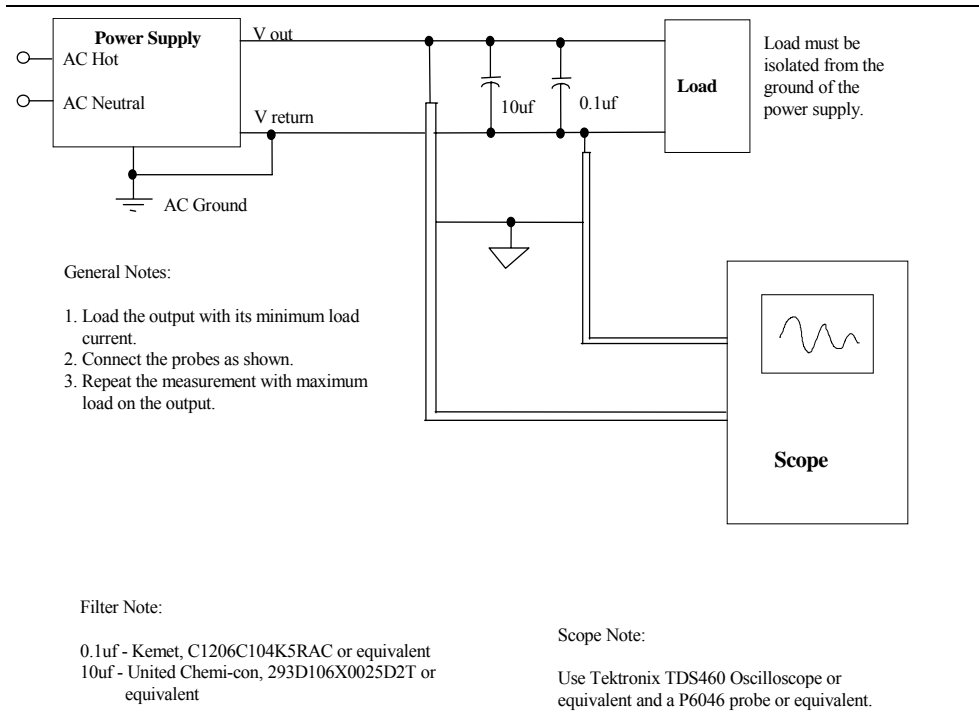 Power Supply
V out
AC Hot
AC Neutral
V return
AC Ground
10uf
0.1uf
Load
Load must be
isolated from the
ground of the
power supply.
General Notes:
1. Load the output with its minimum load
current.
2. Connect the probes as shown.
3. Repeat the measurement with maximum
load on the output.
Scope
Filter Note:
0.1uf - Kemet, C1206C104K5RAC or equivalent
10uf - United Chemi-con, 293D106X0025D2T or
equivalent
Scope Note:
Use Tektronix TDS460 Oscilloscope or
equivalent and a P6046 probe or equivalent.